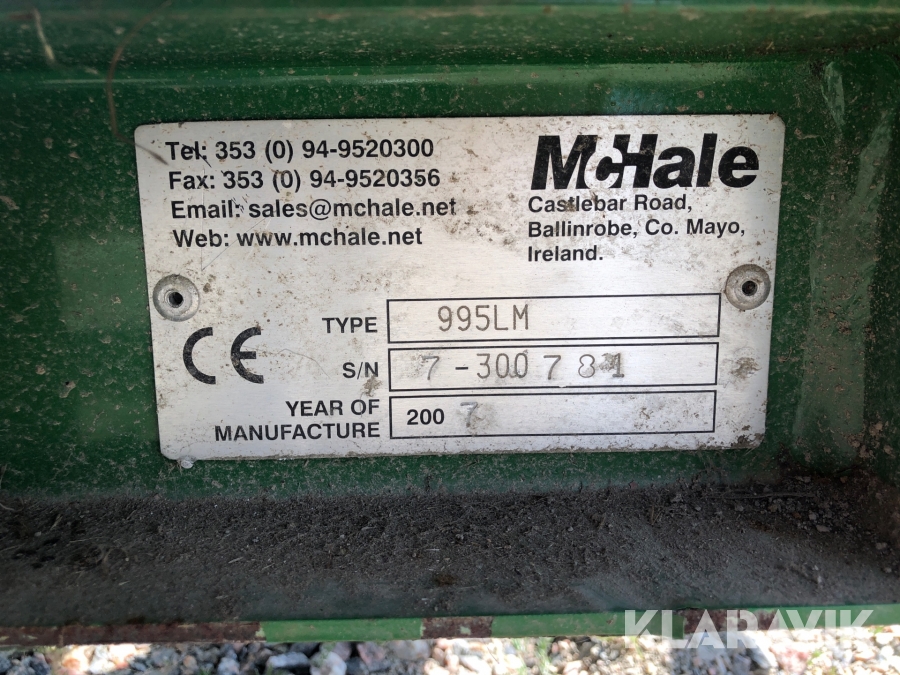 Tel: 353 (0) 94-9520300
Fax: 353 (0) 94-9520356
Email: sales@mchale.net
Web: www.mchale.net
McHale
Castlebar Road,
Ballinrobe, Co. Mayo,
Ireland.
CE
TYPE 995LM
S/N 7-300781
YEAR OF
MANUFACTURE 2007
KLARAVIK